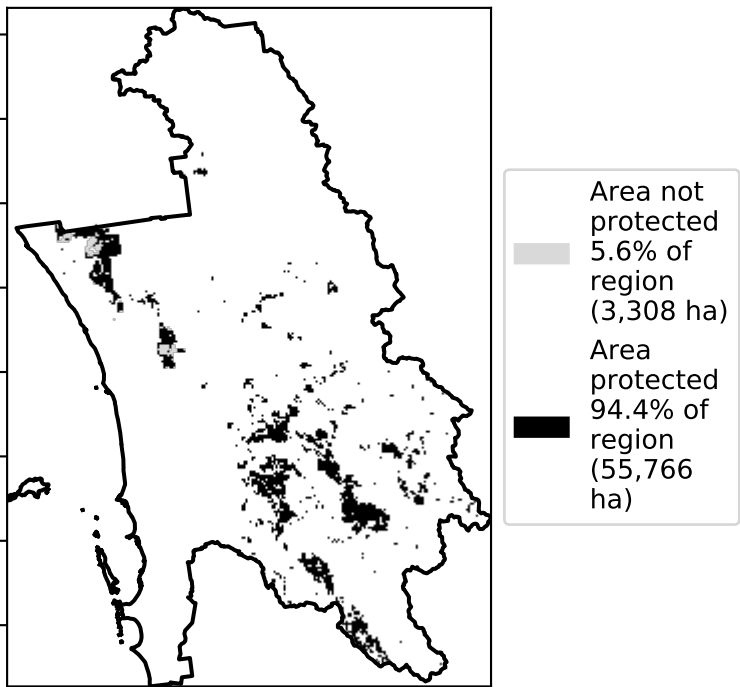 Area not
protected
5.6% of
region
(3,308 ha)
Area
protected
94.4% of
region
(55,766
ha)